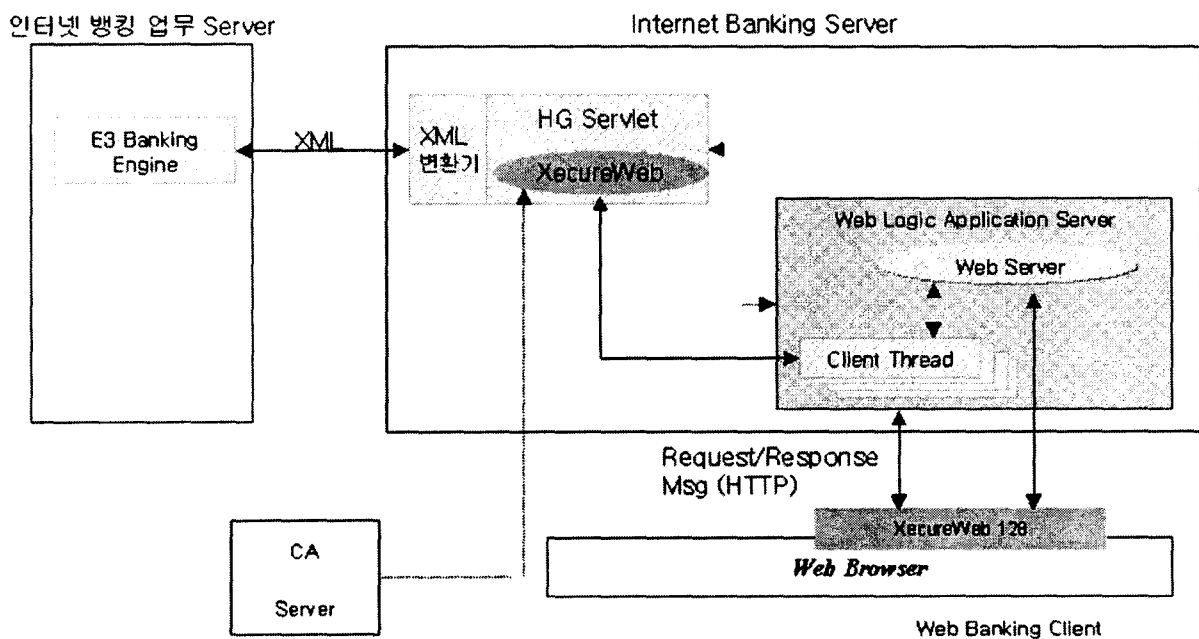 인터넷 뱅킹 업무 Server
Internet Banking Server
E3 Banking
Engine
XML
XML
변환기
HG Servlet
XecureWeb
Web Logic Application Server
Web Server
Client Thread
Request/Response
Msg (HTTP)
XecureWeb 128
Web Browser
CA
Server
Web Banking Client